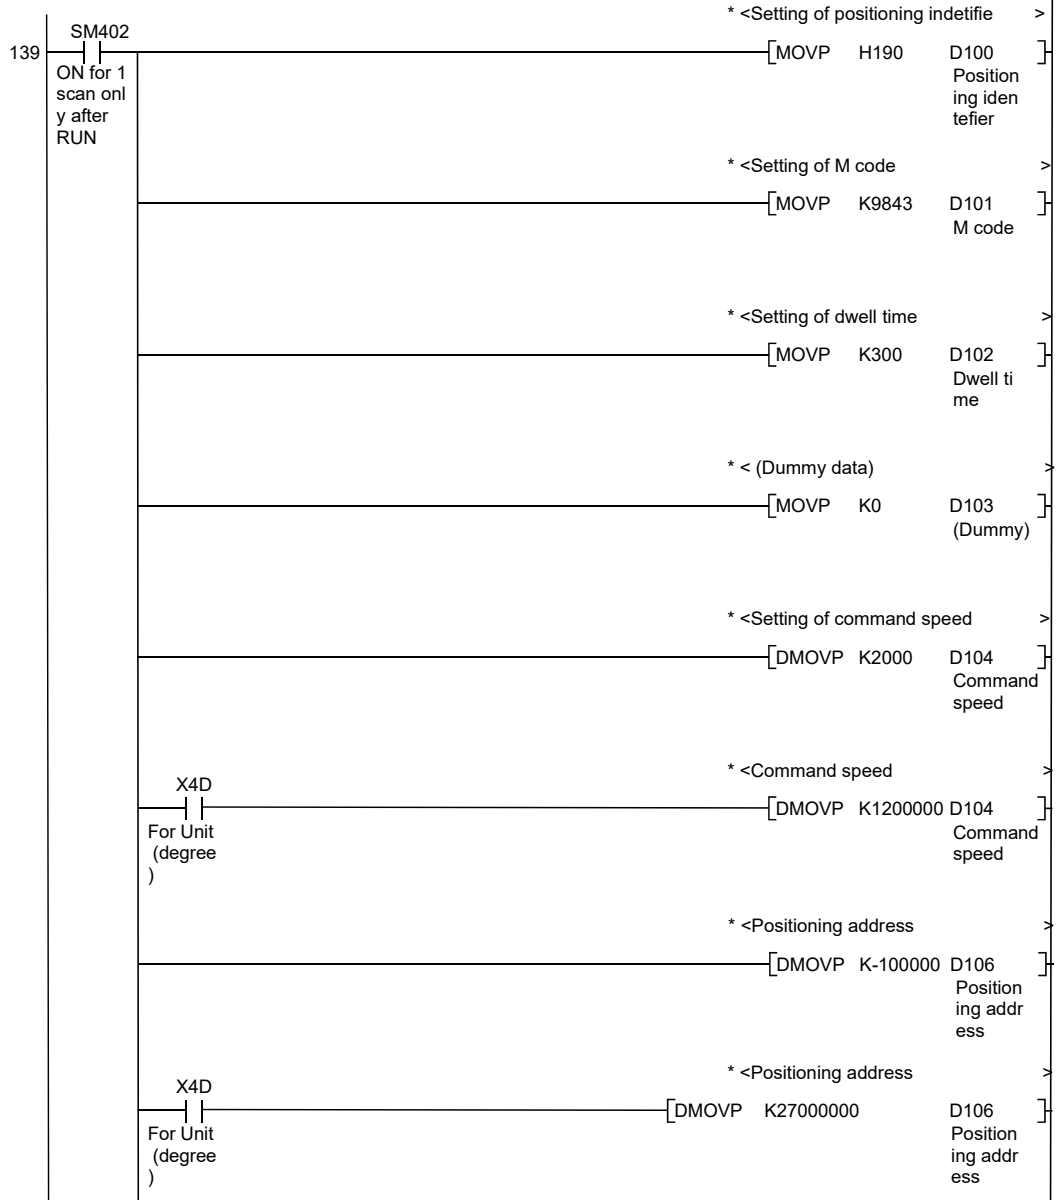 * <Setting of positioning indetifie >
SM402
139
MOVP H190 D100
ON for 1
scan onl
y after
RUN
Position
ing iden
tefier
* <Setting of M code >
MOVP K9843 D101
M code
* <Setting of dwell time >
MOVP K300 D102
Dwell ti
me
* < (Dummy data) >
MOVP K0 D103
(Dummy)
* <Setting of command speed >
DMOVP K2000 D104
Command
speed
* <Command speed >
X4D
DMOVP K1200000 D104
For Unit
(degree
)
Command
speed
* <Positioning address >
DMOVP K-100000 D106
Position
ing addr
ess
* <Positioning address >
X4D
DMOVP K27000000 D106
For Unit
(degree
)
Position
ing addr
ess